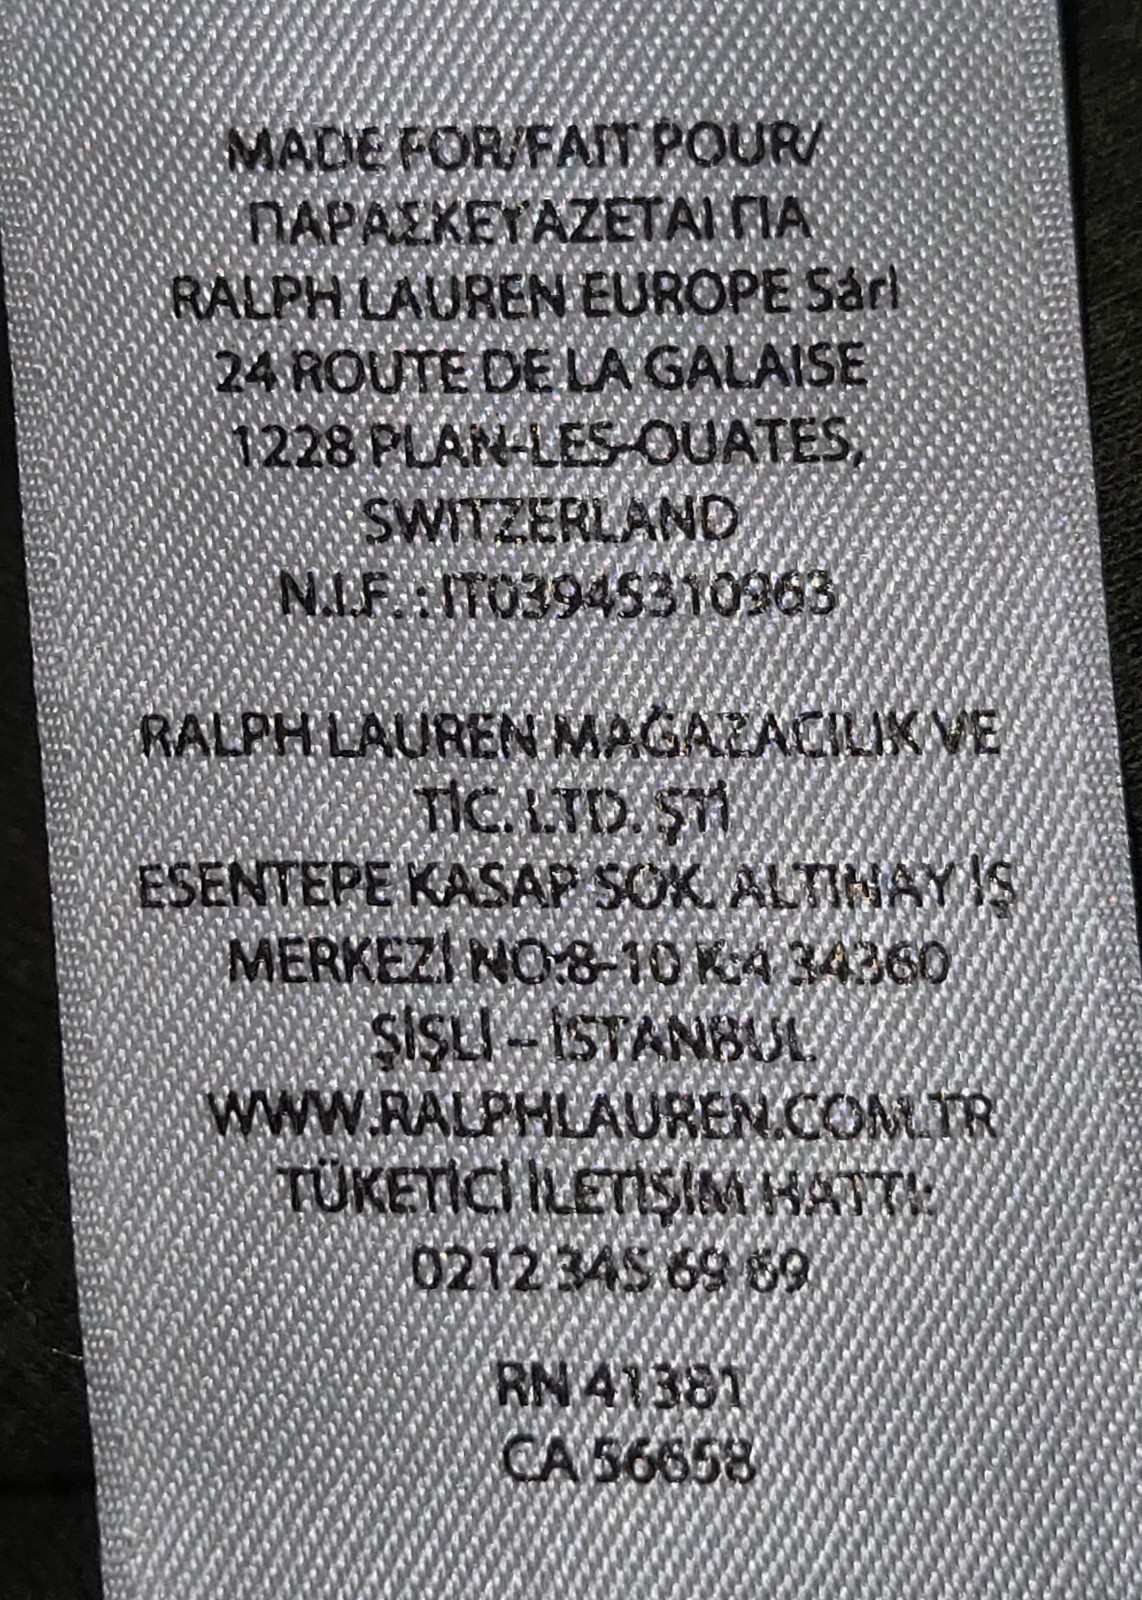 MADE FOR/FAIT POUR/
ΠΑΡΑΣΚΕΥΑΖΕΤΑΙ ΓΙΑ
RALPH LAUREN EUROPE Sárl
24 ROUTE DE LA GALAISE
1228 PLAN-LES-OUATES,
SWITZERLAND
N.I.F. : IT03945310963
RALPH LAUREN MAĞAZACILIK VE
TİC. LTD. ŞTİ
ESENTEPE KASAP SOK. ALTINAY İŞ
MERKEZİ NO:8-10 K:4 34360
ŞİŞLİ – İSTANBUL
WWW.RALPHLAUREN.COM.TR
TÜKETİCİ İLETİŞİM HATTI:
0212 345 69 69
RN 41381
CA 56658